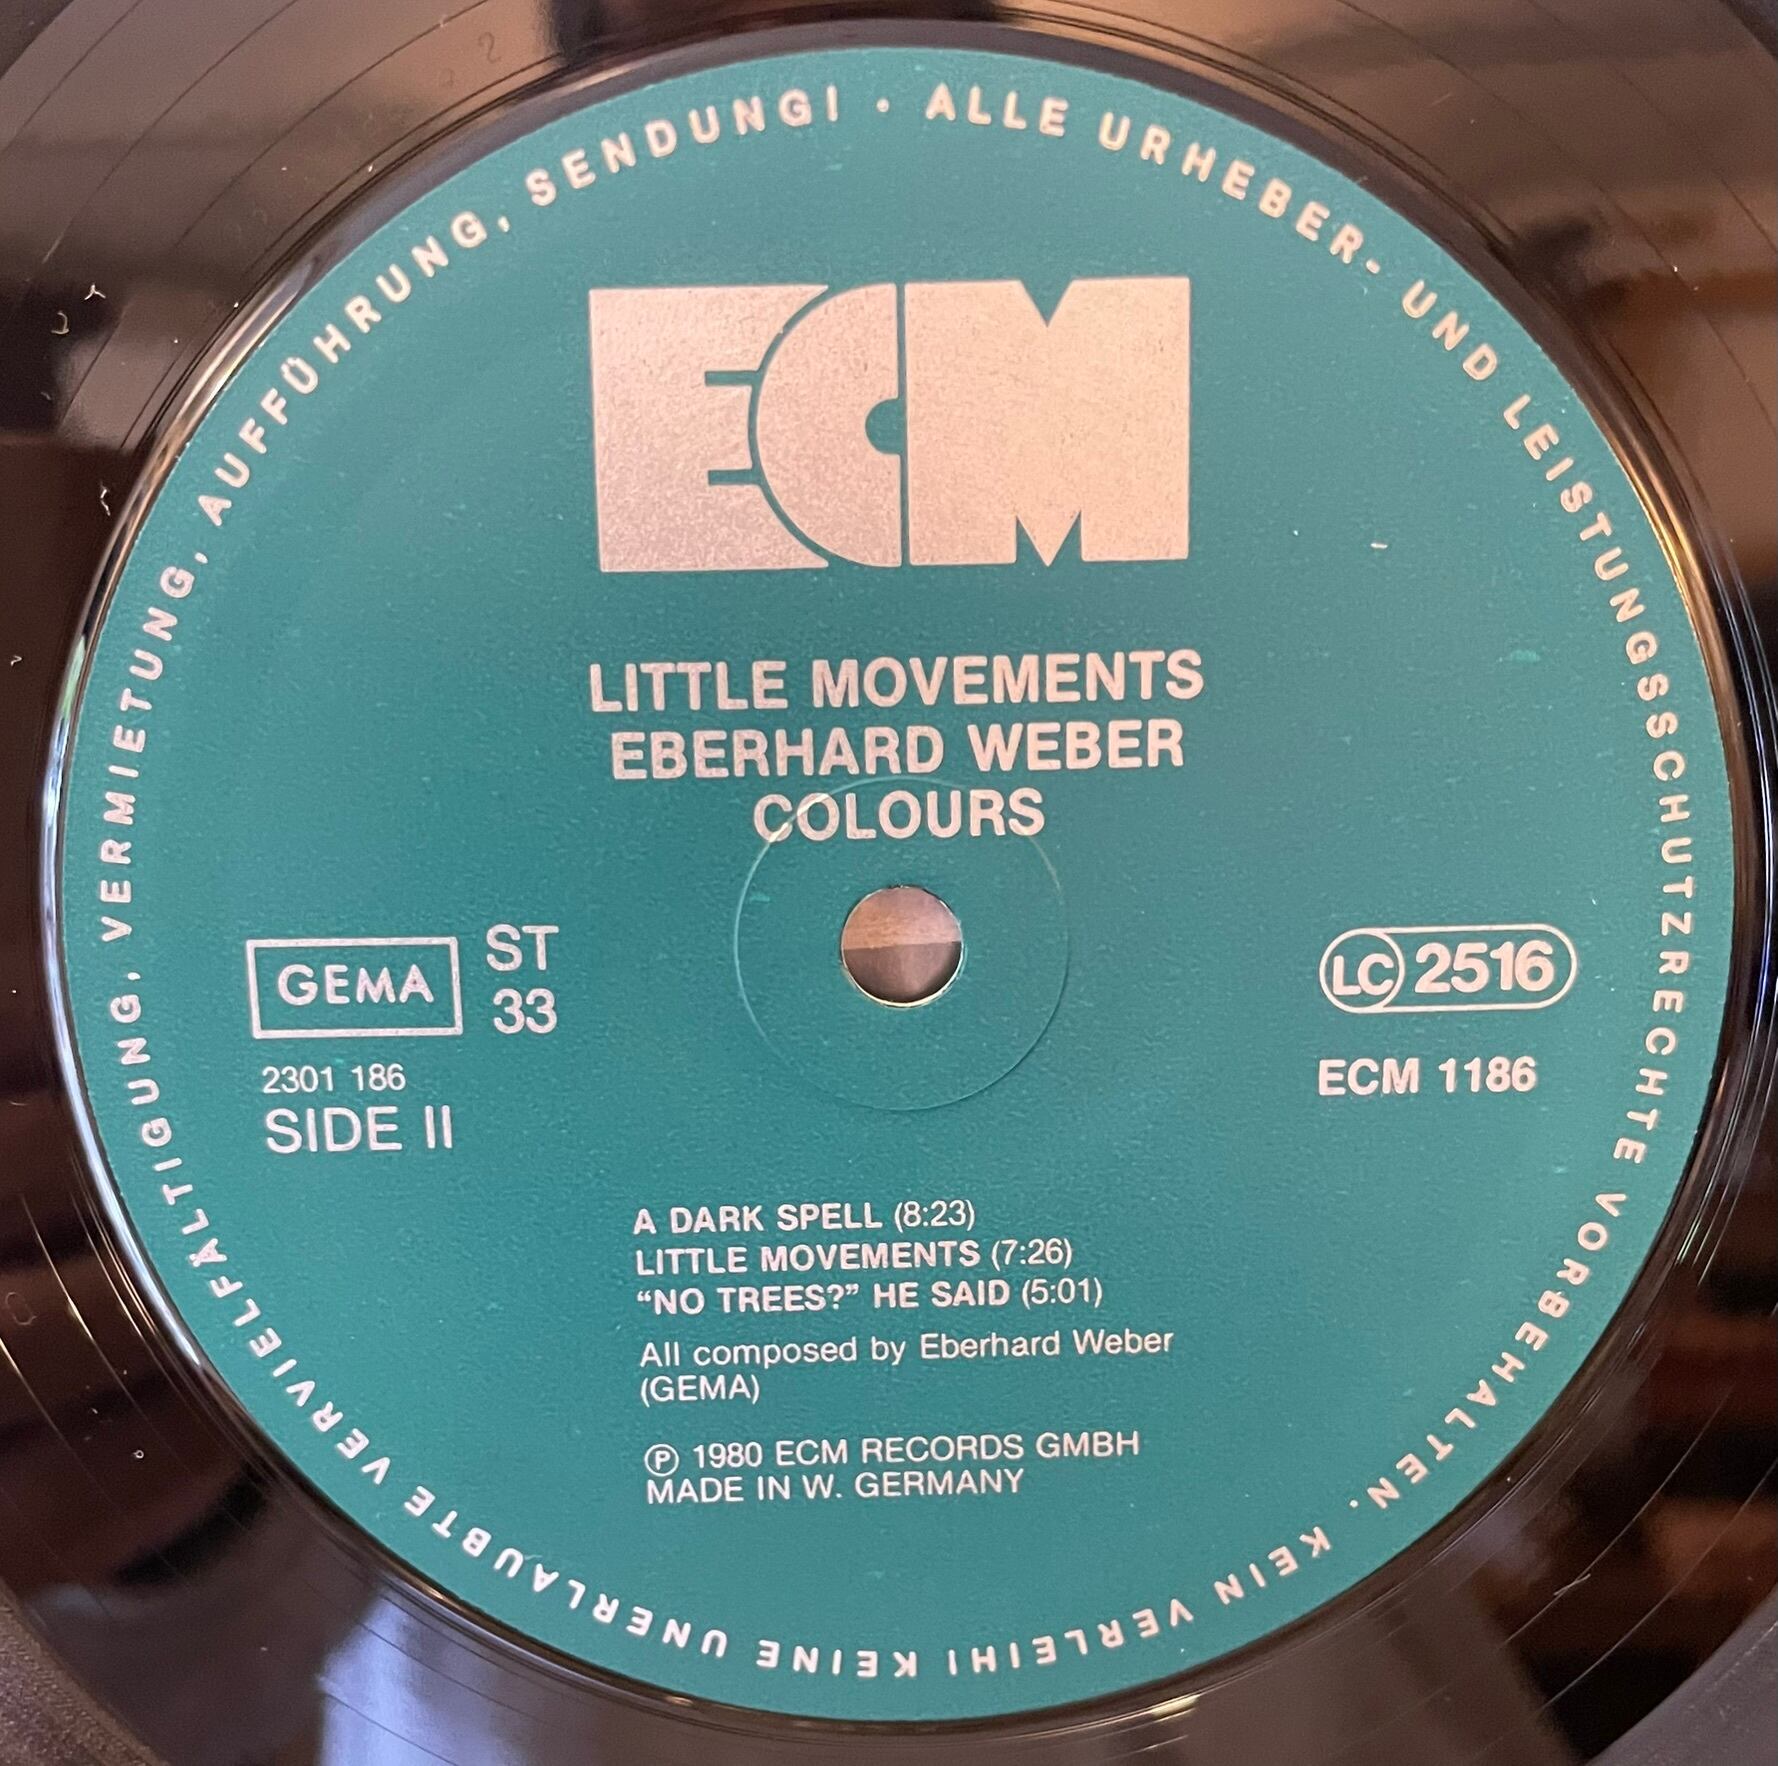 ALLE URHEBER- UND LEISTUNGSSCHUTZRECHTE VORBEHALTEN. KEIN VERLEIH! KEINE UNERLAUBTE VERVIELFÄLTIGUNG, VERMIETUNG, AUFFÜHRUNG, SENDUNG! ·
ECM
LITTLE MOVEMENTS
EBERHARD WEBER
COLOURS
GEMA
ST
33
2301 186
SIDE II
LC 2516
ECM 1186
A DARK SPELL (8:23)
LITTLE MOVEMENTS (7:26)
“NO TREES?” HE SAID (5:01)
All composed by Eberhard Weber
(GEMA)
Ⓟ 1980 ECM RECORDS GMBH
MADE IN W. GERMANY